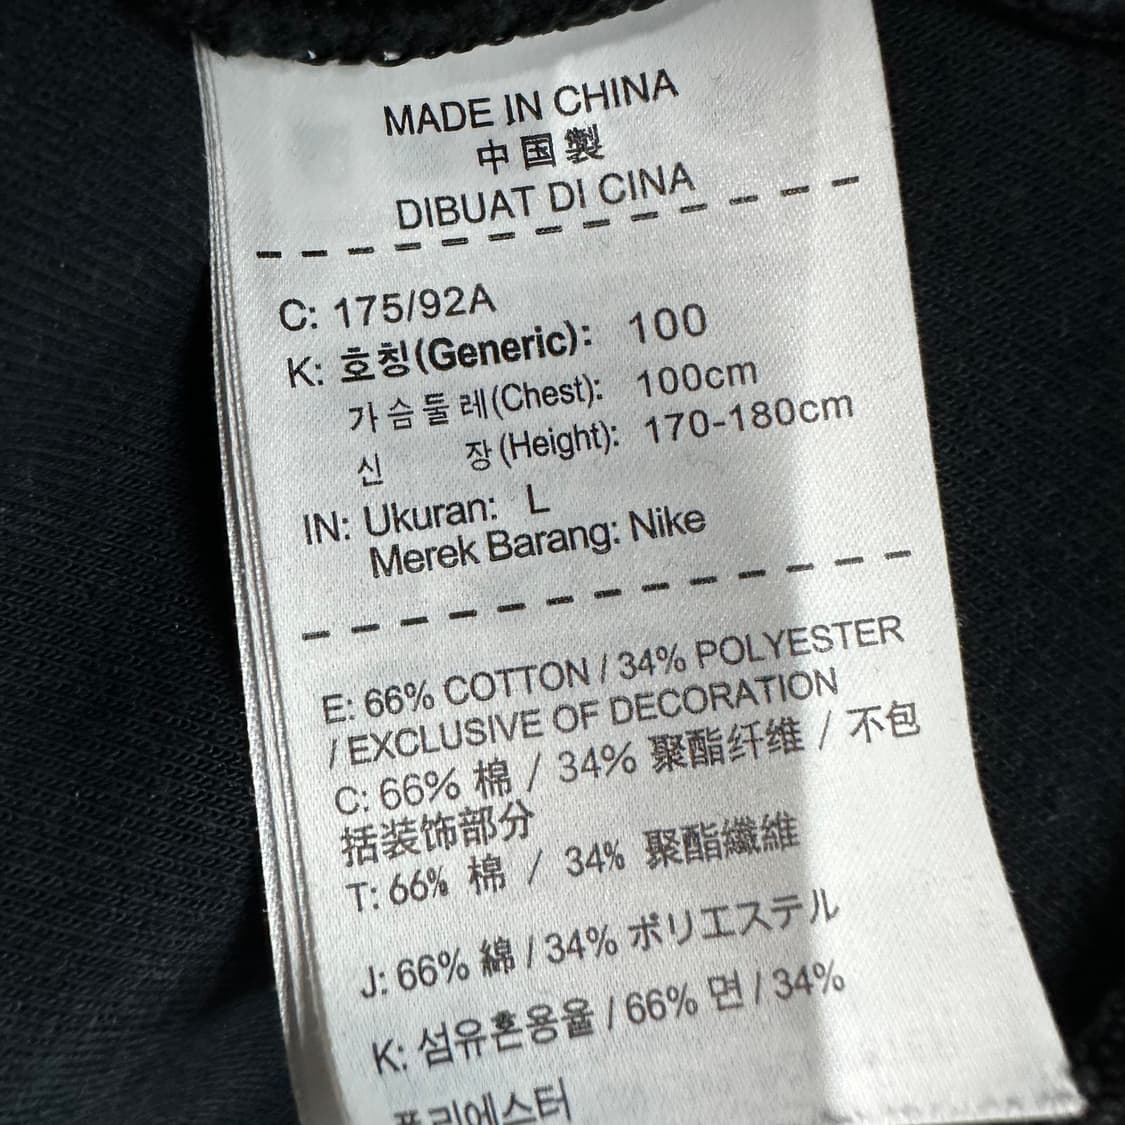 MADE IN CHINA
中国製
DIBUAT DI CINA
C: 175/92A
K: 호칭(Generic): 100
가슴둘레(Chest): 100cm
신 장(Height): 170-180cm
IN: Ukuran: L
Merek Barang: Nike
E: 66% COTTON / 34% POLYESTER
/ EXCLUSIVE OF DECORATION
C: 66% 棉 / 34% 聚酯纤维 / 不包
括装饰部分
T: 66% 棉 / 34% 聚酯纖維
J: 66% 綿 / 34% ポリエステル
K: 섬유혼용율 / 66% 면 / 34%
폴리에스터